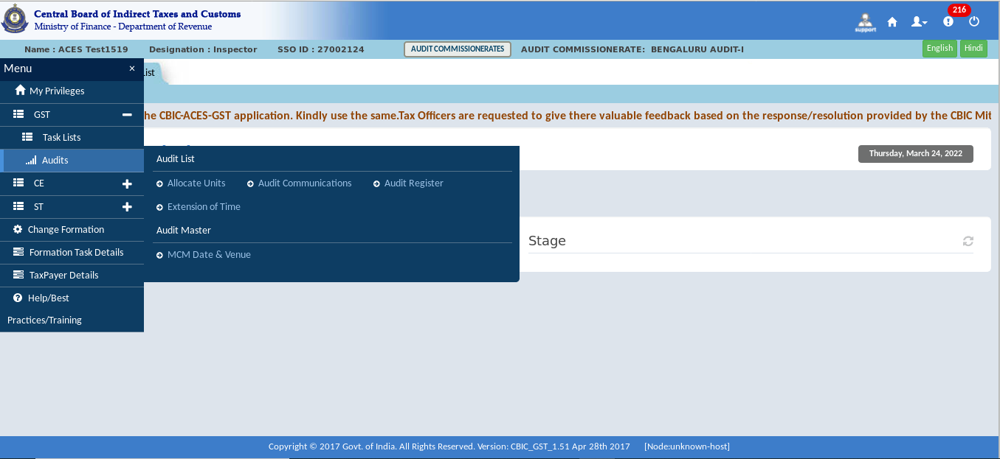 Central Board of Indirect Taxes and Customs
Ministry of Finance - Department of Revenue
support
216
Name : ACES Test1519 Designation : Inspector SSO ID : 27002124 AUDIT COMMISSIONERATES AUDIT COMMISSIONERATE: BENGALURU AUDIT-I English Hindi
Menu ×
List
My Privileges
GST
he CBIC-ACES-GST application. Kindly use the same.Tax Officers are requested to give there valuable feedback based on the response/resolution provided by the CBIC Mit
Task Lists
Audits
Thursday, March 24, 2022
Audit List
CE
Allocate Units Audit Communications Audit Register
ST
Extension of Time
Change Formation
Audit Master
Stage
Formation Task Details
MCM Date & Venue
TaxPayer Details
Help/Best
Practices/Training
Copyright © 2017 Govt. of India. All Rights Reserved. Version: CBIC_GST_1.51 Apr 28th 2017 [Node:unknown-host]